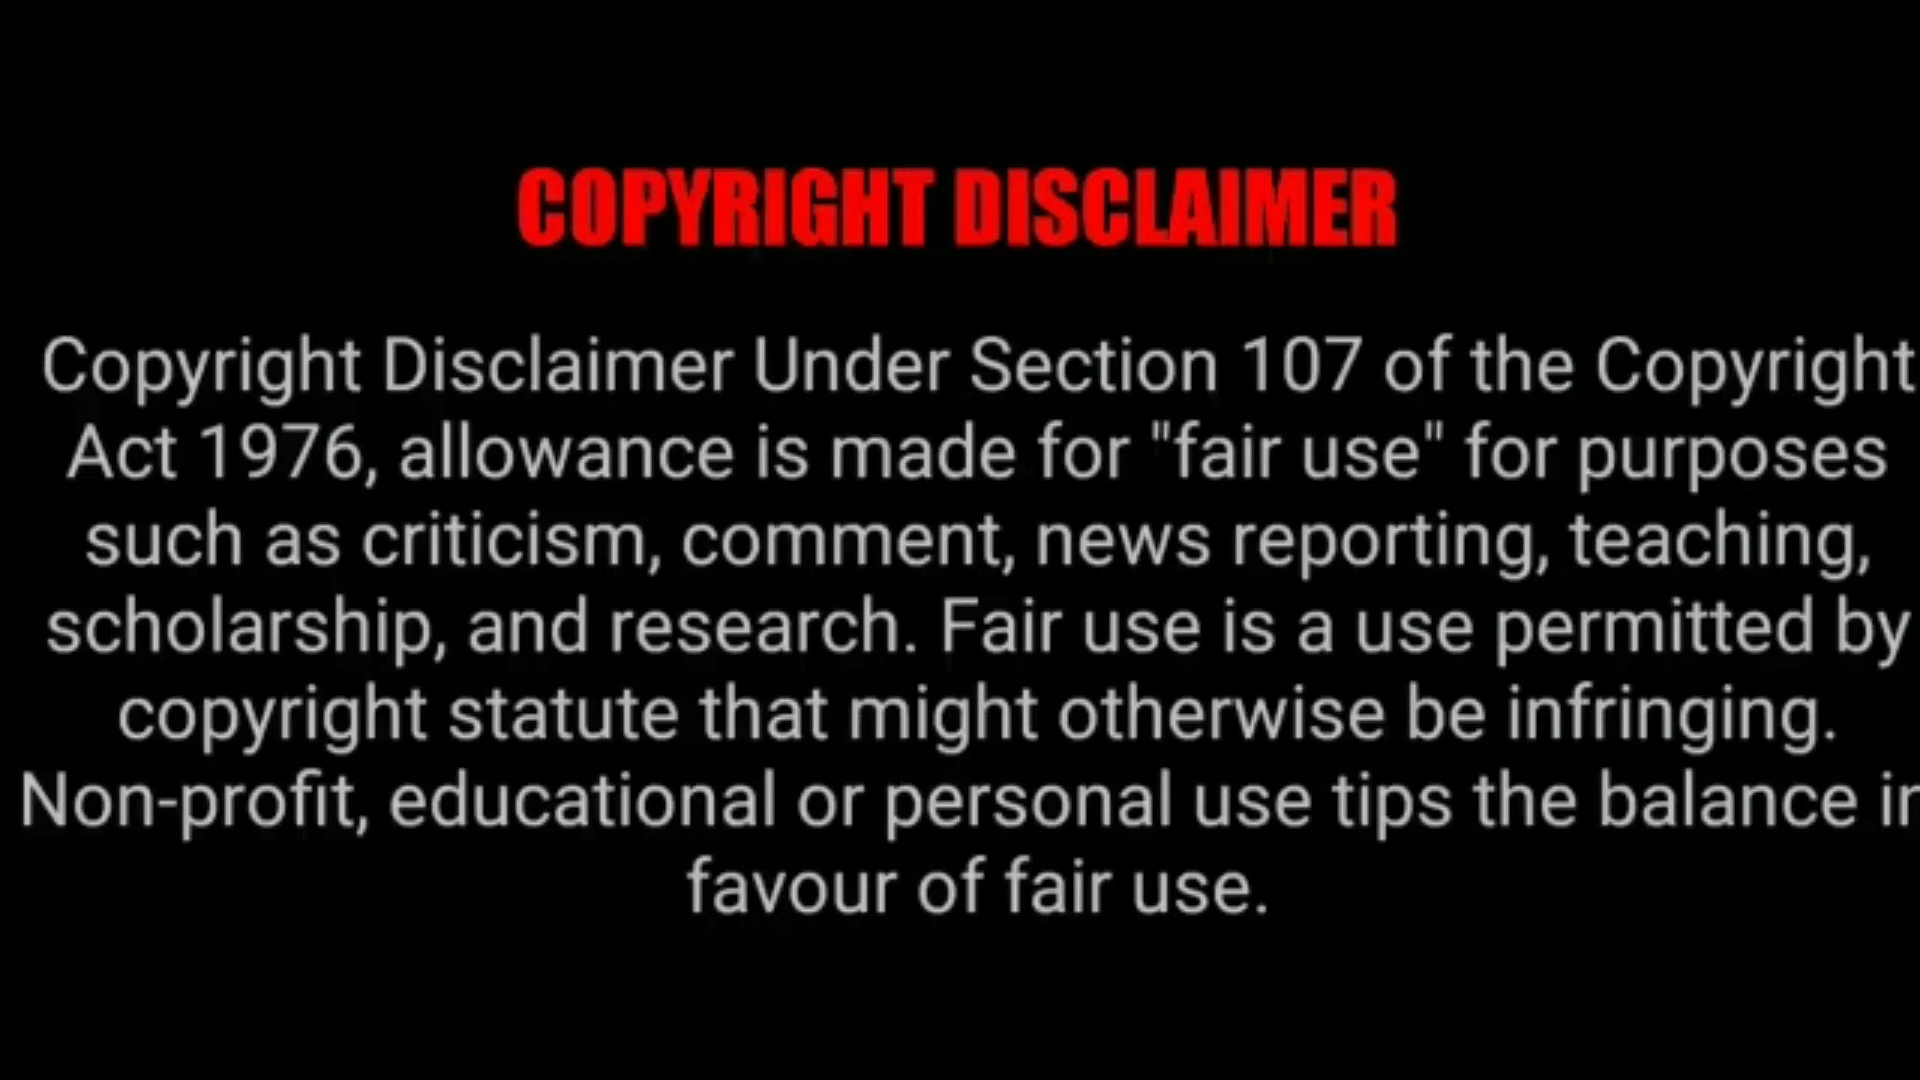 COPYRIGHT DISCLAIMER
Copyright Disclaimer Under Section 107 of the Copyright
Act 1976, allowance is made for "fair use" for purposes
such as criticism, comment, news reporting, teaching,
scholarship, and research. Fair use is a use permitted by
copyright statute that might otherwise be infringing.
Non-profit, educational or personal use tips the balance in
favour of fair use.